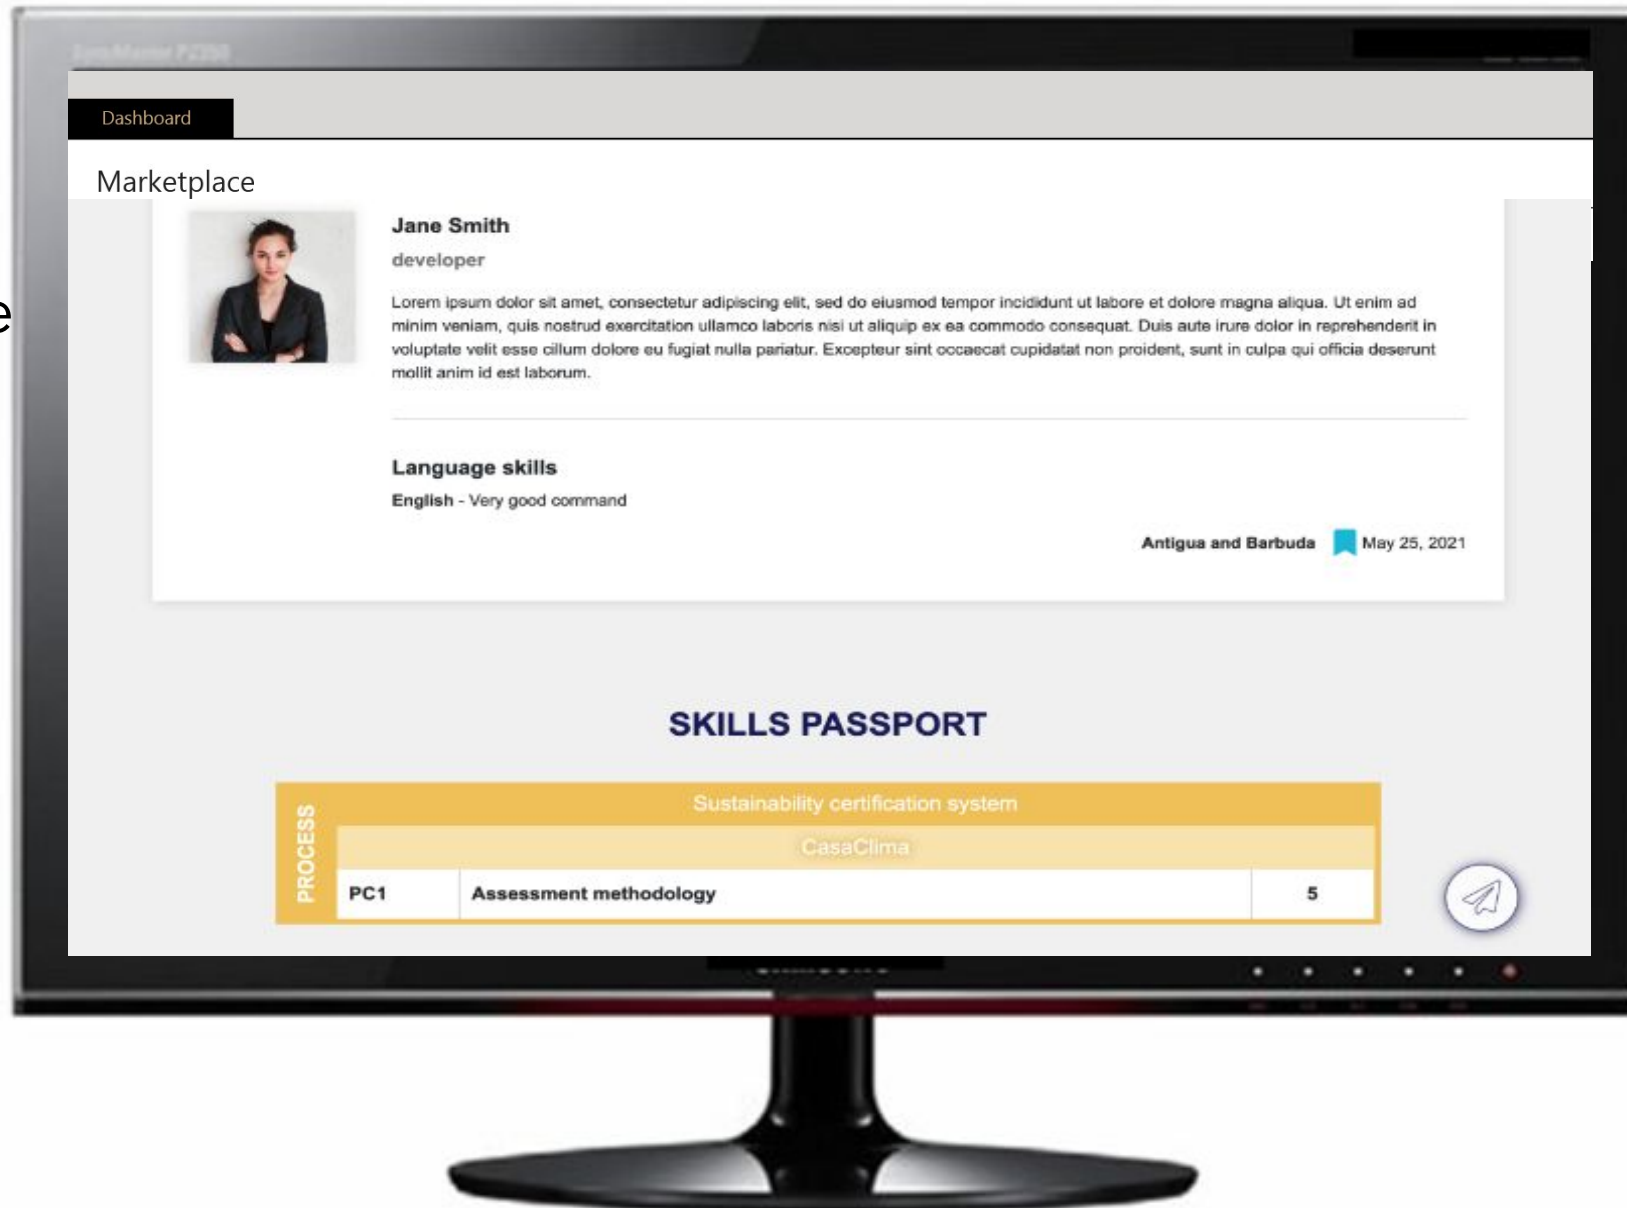 SyncMaster P2350
Dashboard
Marketplace
e
Jane Smith
developer
Lorem ipsum dolor sit amet, consectetur adipiscing elit, sed do eiusmod tempor incididunt ut labore et dolore magna aliqua. Ut enim ad
minim veniam, quis nostrud exercitation ullamco laboris nisi ut aliquip ex ea commodo consequat. Duis aute irure dolor in reprehenderit in
voluptate velit esse cillum dolore eu fugiat nulla pariatur. Excepteur sint occaecat cupidatat non proident, sunt in culpa qui officia deserunt
mollit anim id est laborum.
Language skills
English - Very good command
Antigua and Barbuda May 25, 2021
SKILLS PASSPORT
PROCESS
Sustainability certification system
CasaClima
PC1 Assessment methodology 5